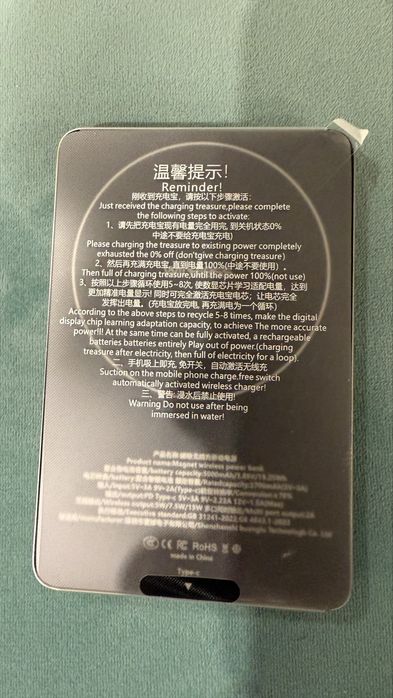 温馨提示!
Reminder!
刚收到充电宝，请按以下步骤激活:
Just received the charging treasure,please complete
the following steps to activate:
1、请先把充电宝现有电量完全用完, 到关机状态0%
中途不要给充电宝充电)
Please charging the treasure to existing power completely
exhausted the 0% off (don'tgive charging treasure)
2、然后再充满充电宝,直到电量100%(中途不要使用) 。
Then full of charging treasure,until the power 100%(not use)
3、按照以上步骤循环使用5~8次, 使数显芯片学习适配电量，达到
更加精准电量显示! 同时可完全激活充电宝电芯；让电芯完全
发挥出电量.（充电宝放完电, 再充满电为一个循环）
According to the above steps to recycle 5-8 times, make the digital
display chip learning adaptation capacity, to achieve The more accurate
power!!! At the same time can be fully activated, a rechargeable
batteries batteries entirely Play out of power.(charging
treasure after electricity, then full of electricity for a loop).
二、手机吸上即充, 免开关，自动激活无线充
Suction on the mobile phone charge.free switch
automatically activated wireless charger!
三、警告:浸水后禁止使用!
Warning Do not use after being
immersed in water!
Product name:Magnet wireless power bank
CE RoHS
made in China
Type-c